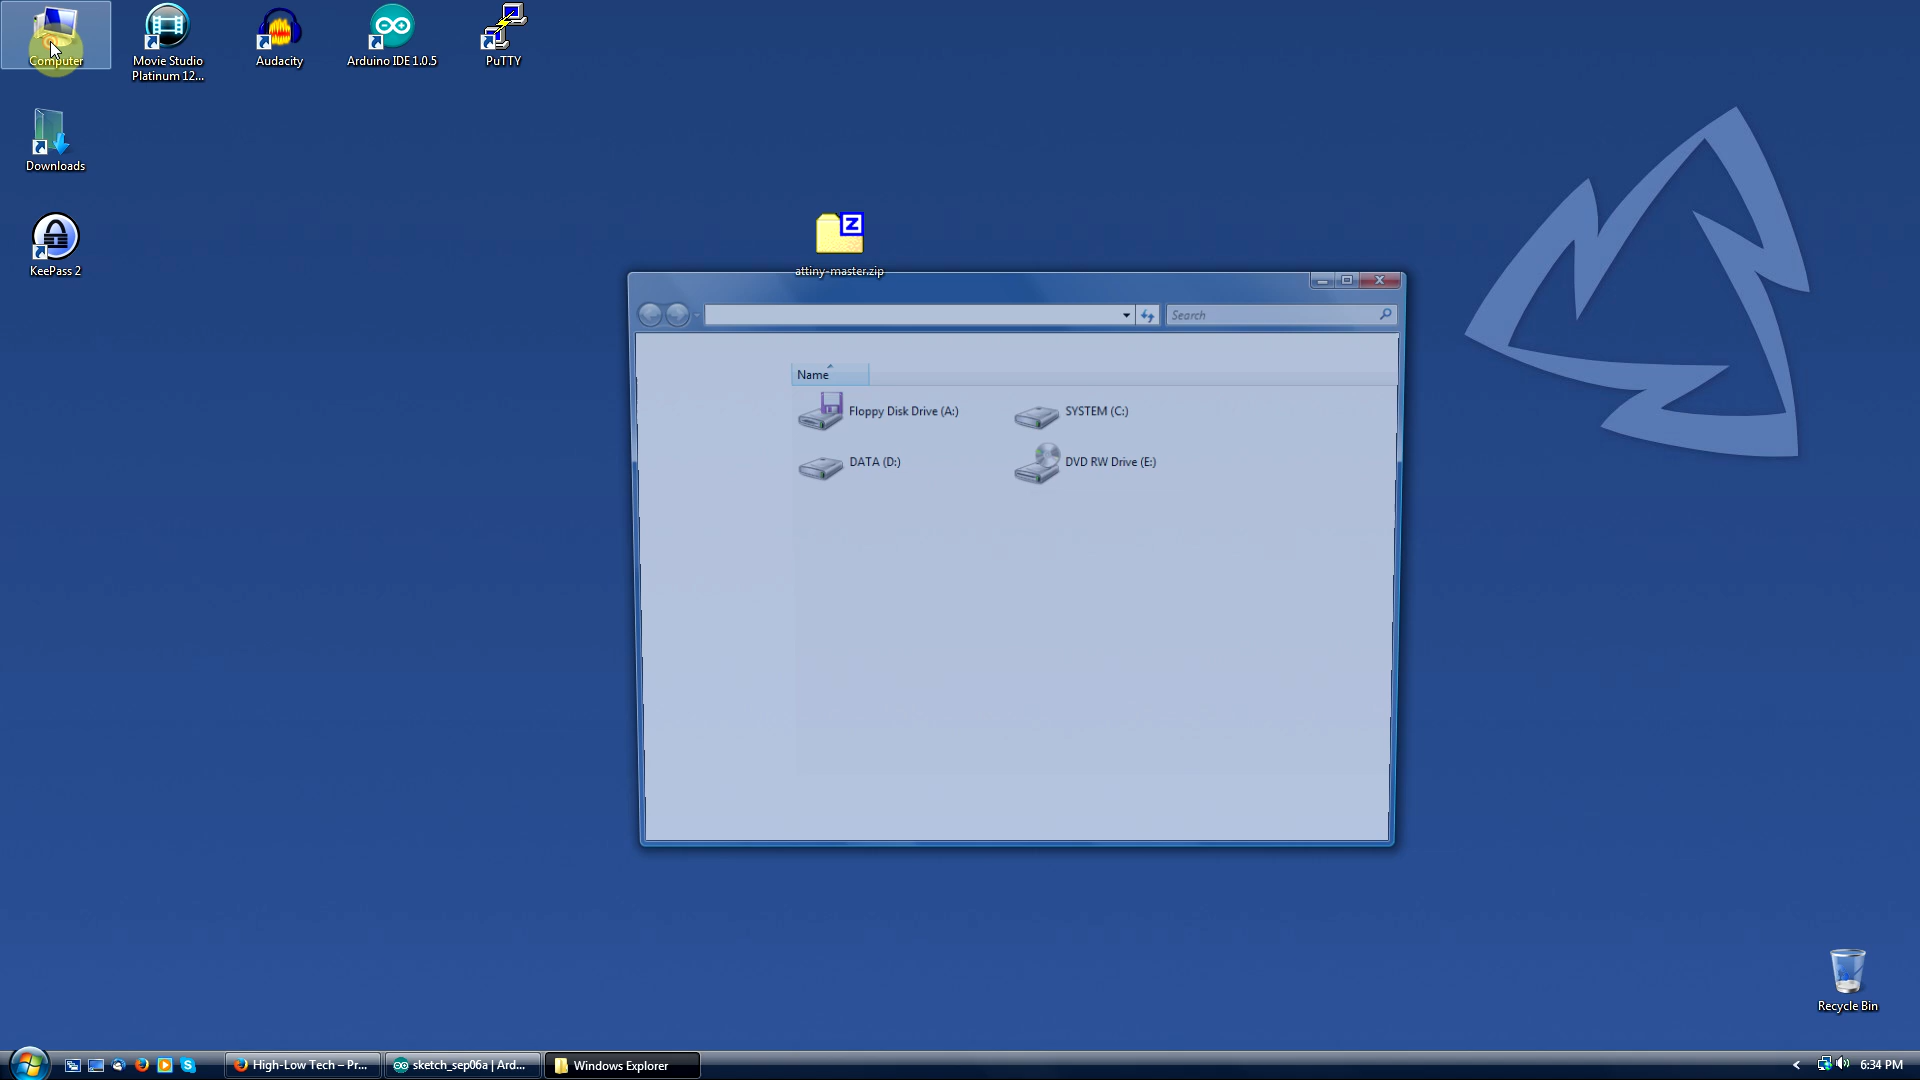 Computer
Movie Studio
Platinum 12...
Audacity
Arduino IDE 1.0.5
PuTTY
Downloads
KeePass 2
Z
attiny-master.zip
Search
Name
Floppy Disk Drive (A:)
SYSTEM (C:)
DATA (D:)
DVD RW Drive (E:)
Recycle Bin
High-Low Tech – Pr...
sketch_sep06a | Ard...
Windows Explorer
6:34 PM